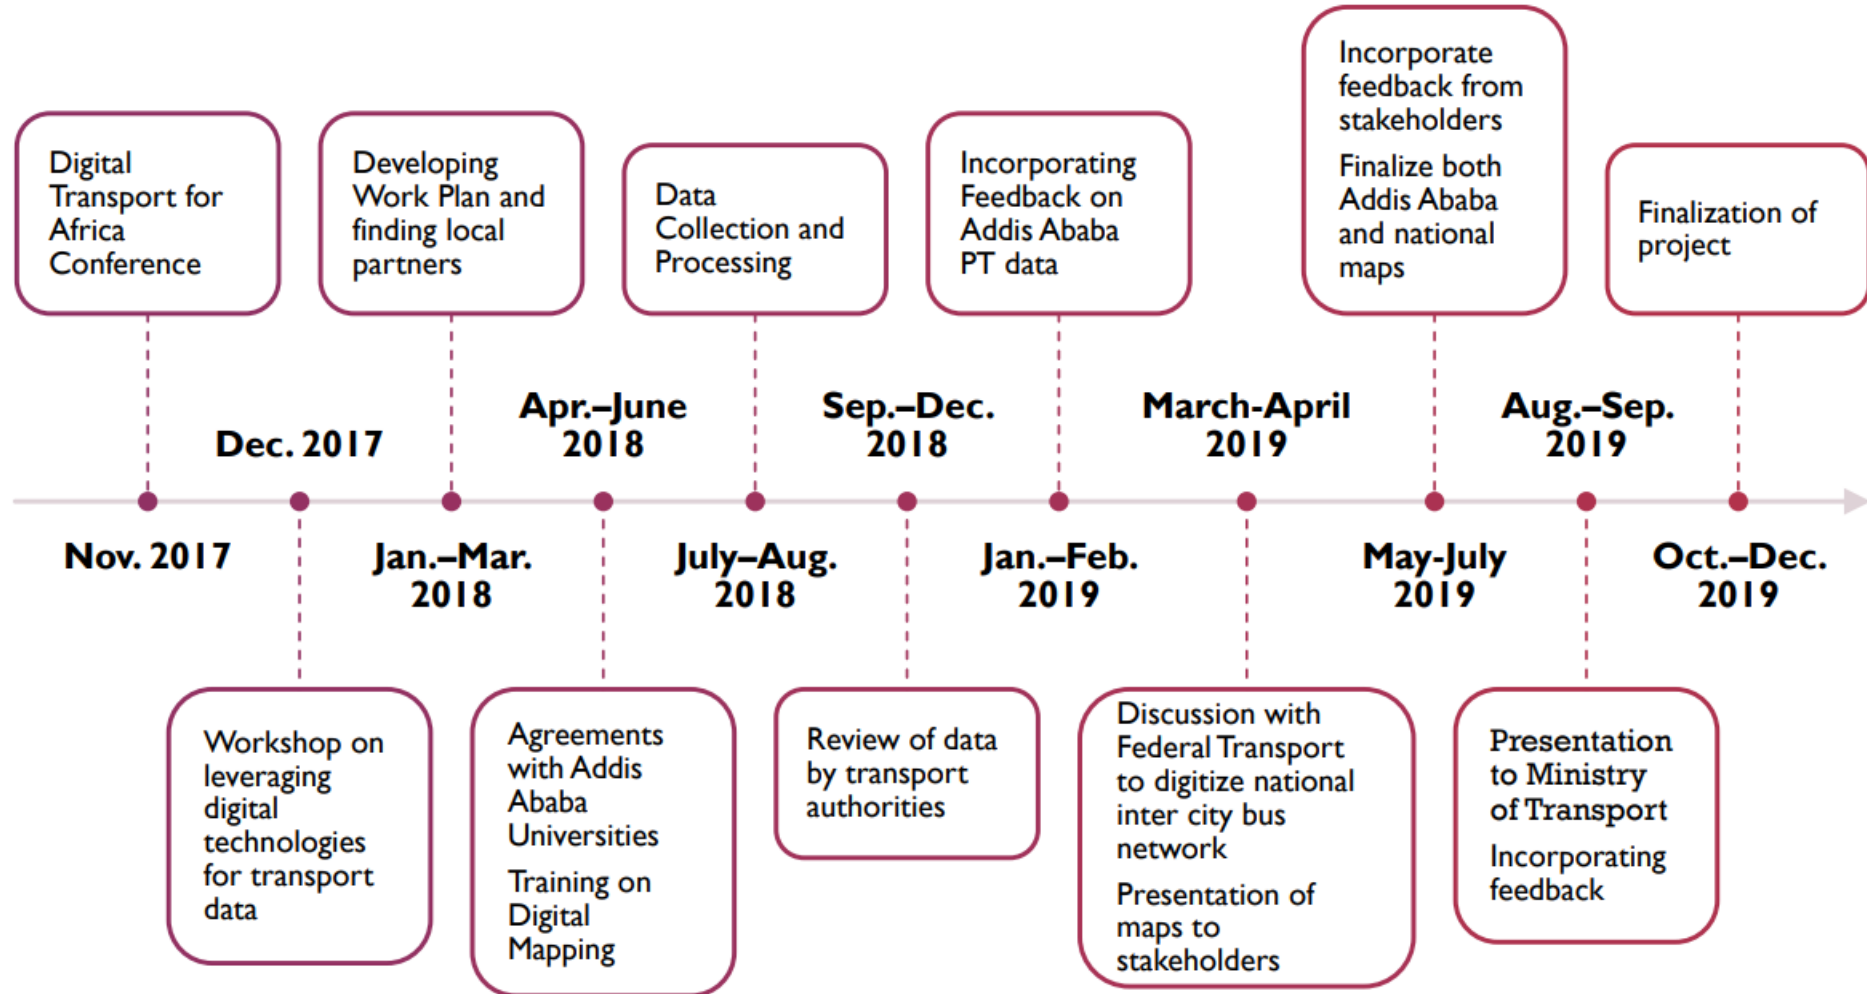 Digital
Transport for
Africa
Conference
Developing
Work Plan and
finding local
partners
Data
Collection and
Processing
Incorporating
Feedback on
Addis Ababa
PT data
Incorporate
feedback from
stakeholders
Finalize both
Addis Ababa
and national
maps
Finalization of
project
Dec. 2017
Apr.–June
2018
Sep.–Dec.
2018
March-April
2019
Aug.–Sep.
2019
Nov. 2017
Jan.–Mar.
2018
July–Aug.
2018
Jan.–Feb.
2019
May-July
2019
Oct.–Dec.
2019
Workshop on
leveraging
digital
technologies
for transport
data
Agreements
with Addis
Ababa
Universities
Training on
Digital
Mapping
Review of data
by transport
authorities
Discussion with
Federal Transport
to digitize national
inter city bus
network
Presentation of
maps to
stakeholders
Presentation
to Ministry
of Transport
Incorporating
feedback